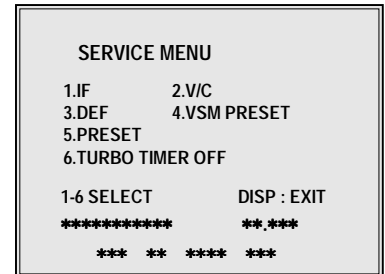 SERVICE MENU
1.IF 2.V/C
3.DEF 4.VSM PRESET
5.PRESET
6.TURBO TIMER OFF
1-6 SELECT DISP : EXIT
*********** **.***
*** ** **** ***